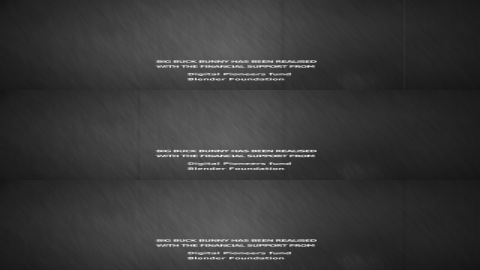 BIG BUCK BUNNY HAS BEEN REALISED
WITH THE FINANCIAL SUPPORT FROM
Digital Pioneers fund
Blender Foundation
BIG BUCK BUNNY HAS BEEN REALISED
WITH THE FINANCIAL SUPPORT FROM
Digital Pioneers fund
Blender Foundation
BIG BUCK BUNNY HAS BEEN REALISED
WITH THE FINANCIAL SUPPORT FROM
Digital Pioneers fund
Blender Foundation